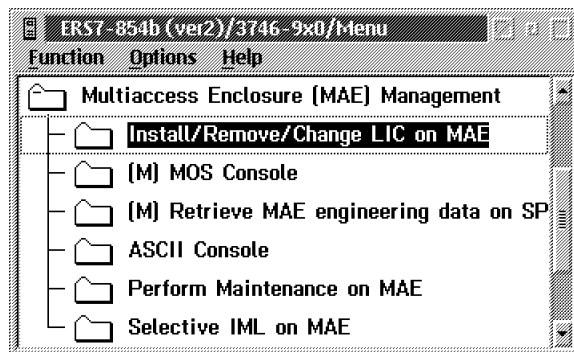 ERS7-854b (ver2)/3746-9x0/Menu
Function Options Help
Multiaccess Enclosure (MAE) Management
Install/Remove/Change LIC on MAE
(M) MOS Console
(M) Retrieve MAE engineering data on SP
ASCII Console
Perform Maintenance on MAE
Selective IML on MAE